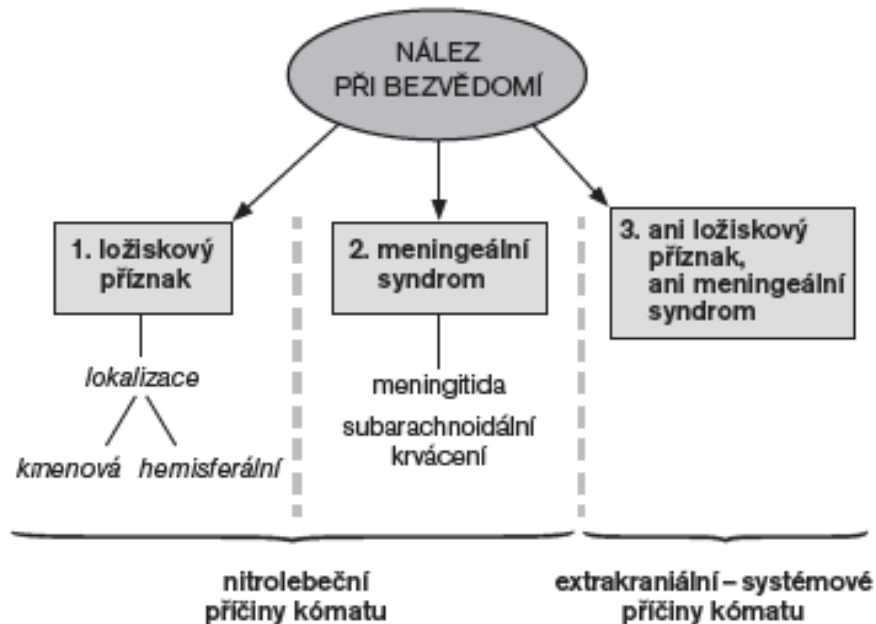 NÁLEZ
PŘI BEZVĚDOMÍ
1. ložiskový
příznak
2. meningeální
syndrom
3. ani ložiskový
příznak,
ani meningeální
syndrom
lokalizace
kmenová hemisferální
meningitida
subarachnoidální
krvácení
nitrolebeční
příčiny kómatu
extrakraniální – systémové
příčiny kómatu